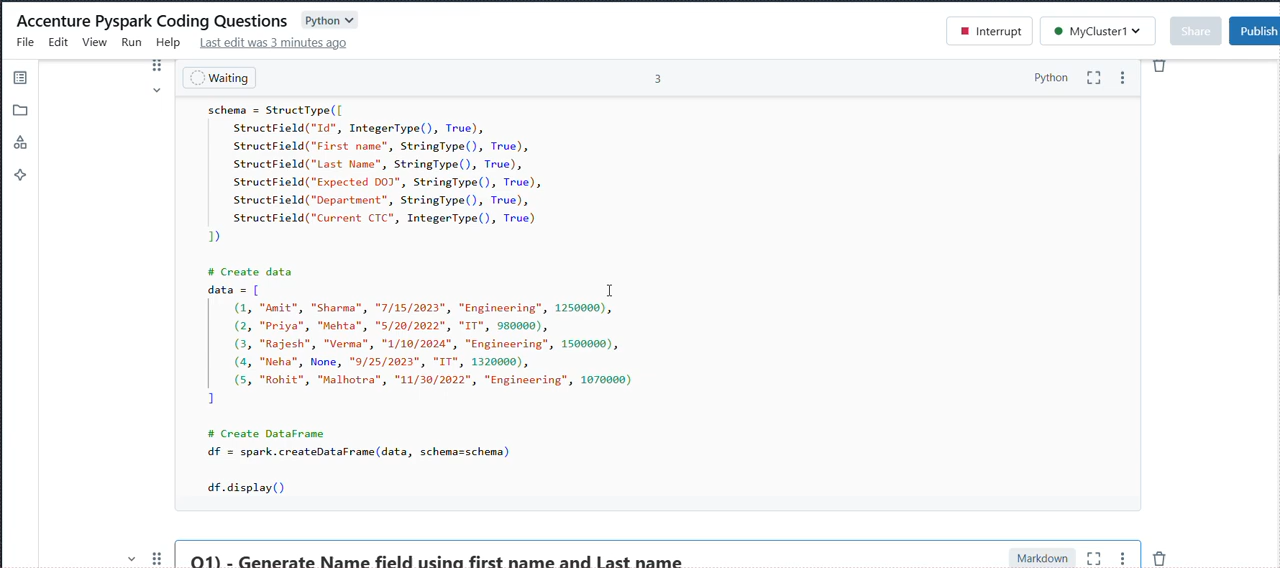 Accenture Pyspark Coding Questions Python
File Edit View Run Help Last edit was 3 minutes ago
Interrupt MyCluster1 Share Publish
Waiting 3 Python
schema = StructType([
StructField("Id", IntegerType(), True),
StructField("First name", StringType(), True),
StructField("Last Name", StringType(), True),
StructField("Expected DOJ", StringType(), True),
StructField("Department", StringType(), True),
StructField("Current CTC", IntegerType(), True)
])
# Create data
data = [
(1, "Amit", "Sharma", "7/15/2023", "Engineering", 1250000),
(2, "Priya", "Mehta", "5/20/2022", "IT", 980000),
(3, "Rajesh", "Verma", "1/10/2024", "Engineering", 1500000),
(4, "Neha", None, "9/25/2023", "IT", 1320000),
(5, "Rohit", "Malhotra", "11/30/2022", "Engineering", 1070000)
]
# Create DataFrame
df = spark.createDataFrame(data, schema=schema)
df.display()
Q1) - Generate Name field using first name and Last name Markdown